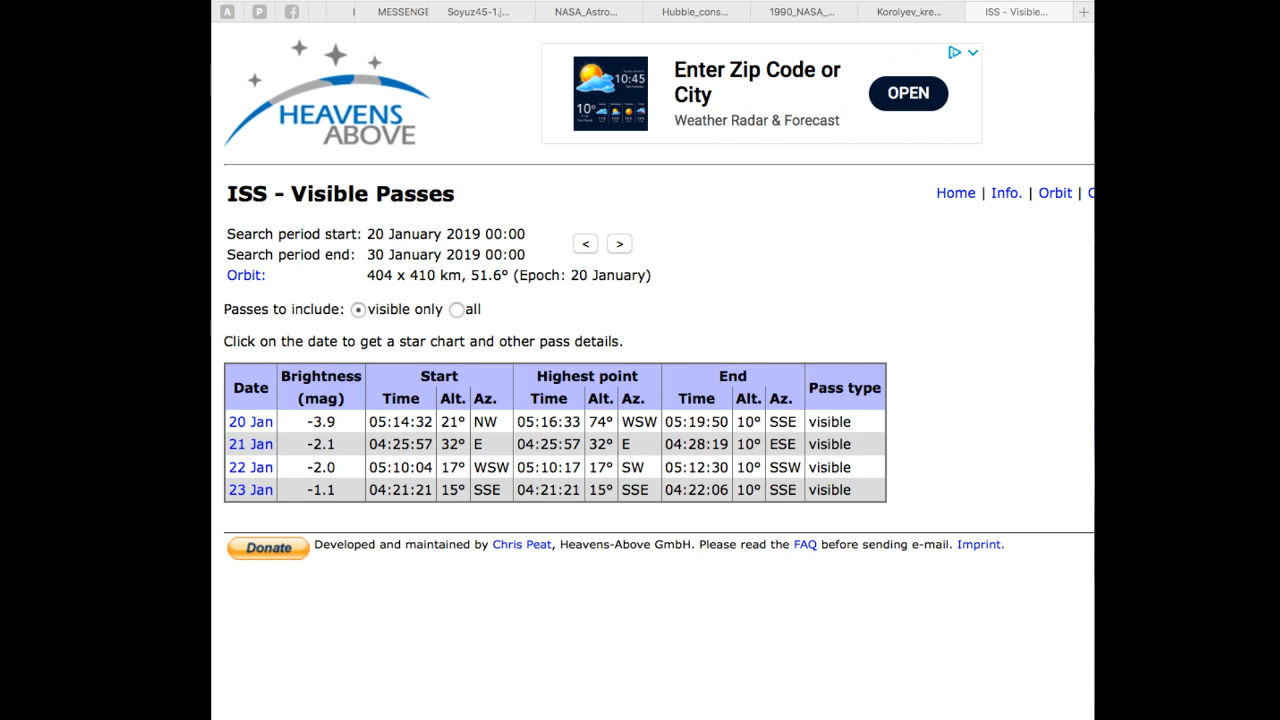 A P MESSENGE Soyuz45-1.j... NASA_Astro... Hubble_cons... 1990_NASA_... Korolyev_kre... ISS - Visible... +
HEAVENS
ABOVE
10:45
10°
Enter Zip Code or
City
Weather Radar & Forecast
OPEN
ISS - Visible Passes
Home | Info. | Orbit |
Search period start: 20 January 2019 00:00
Search period end: 30 January 2019 00:00
< >
Orbit: 404 x 410 km, 51.6° (Epoch: 20 January)
Passes to include: visible only all
Click on the date to get a star chart and other pass details.
Date Brightness (mag) Start Highest point End Pass type
Time Alt. Az. Time Alt. Az. Time Alt. Az.
20 Jan -3.9 05:14:32 21° NW 05:16:33 74° WSW 05:19:50 10° SSE visible
21 Jan -2.1 04:25:57 32° E 04:25:57 32° E 04:28:19 10° ESE visible
22 Jan -2.0 05:10:04 17° WSW 05:10:17 17° SW 05:12:30 10° SSW visible
23 Jan -1.1 04:21:21 15° SSE 04:21:21 15° SSE 04:22:06 10° SSE visible
Donate Developed and maintained by Chris Peat, Heavens-Above GmbH. Please read the FAQ before sending e-mail. Imprint.